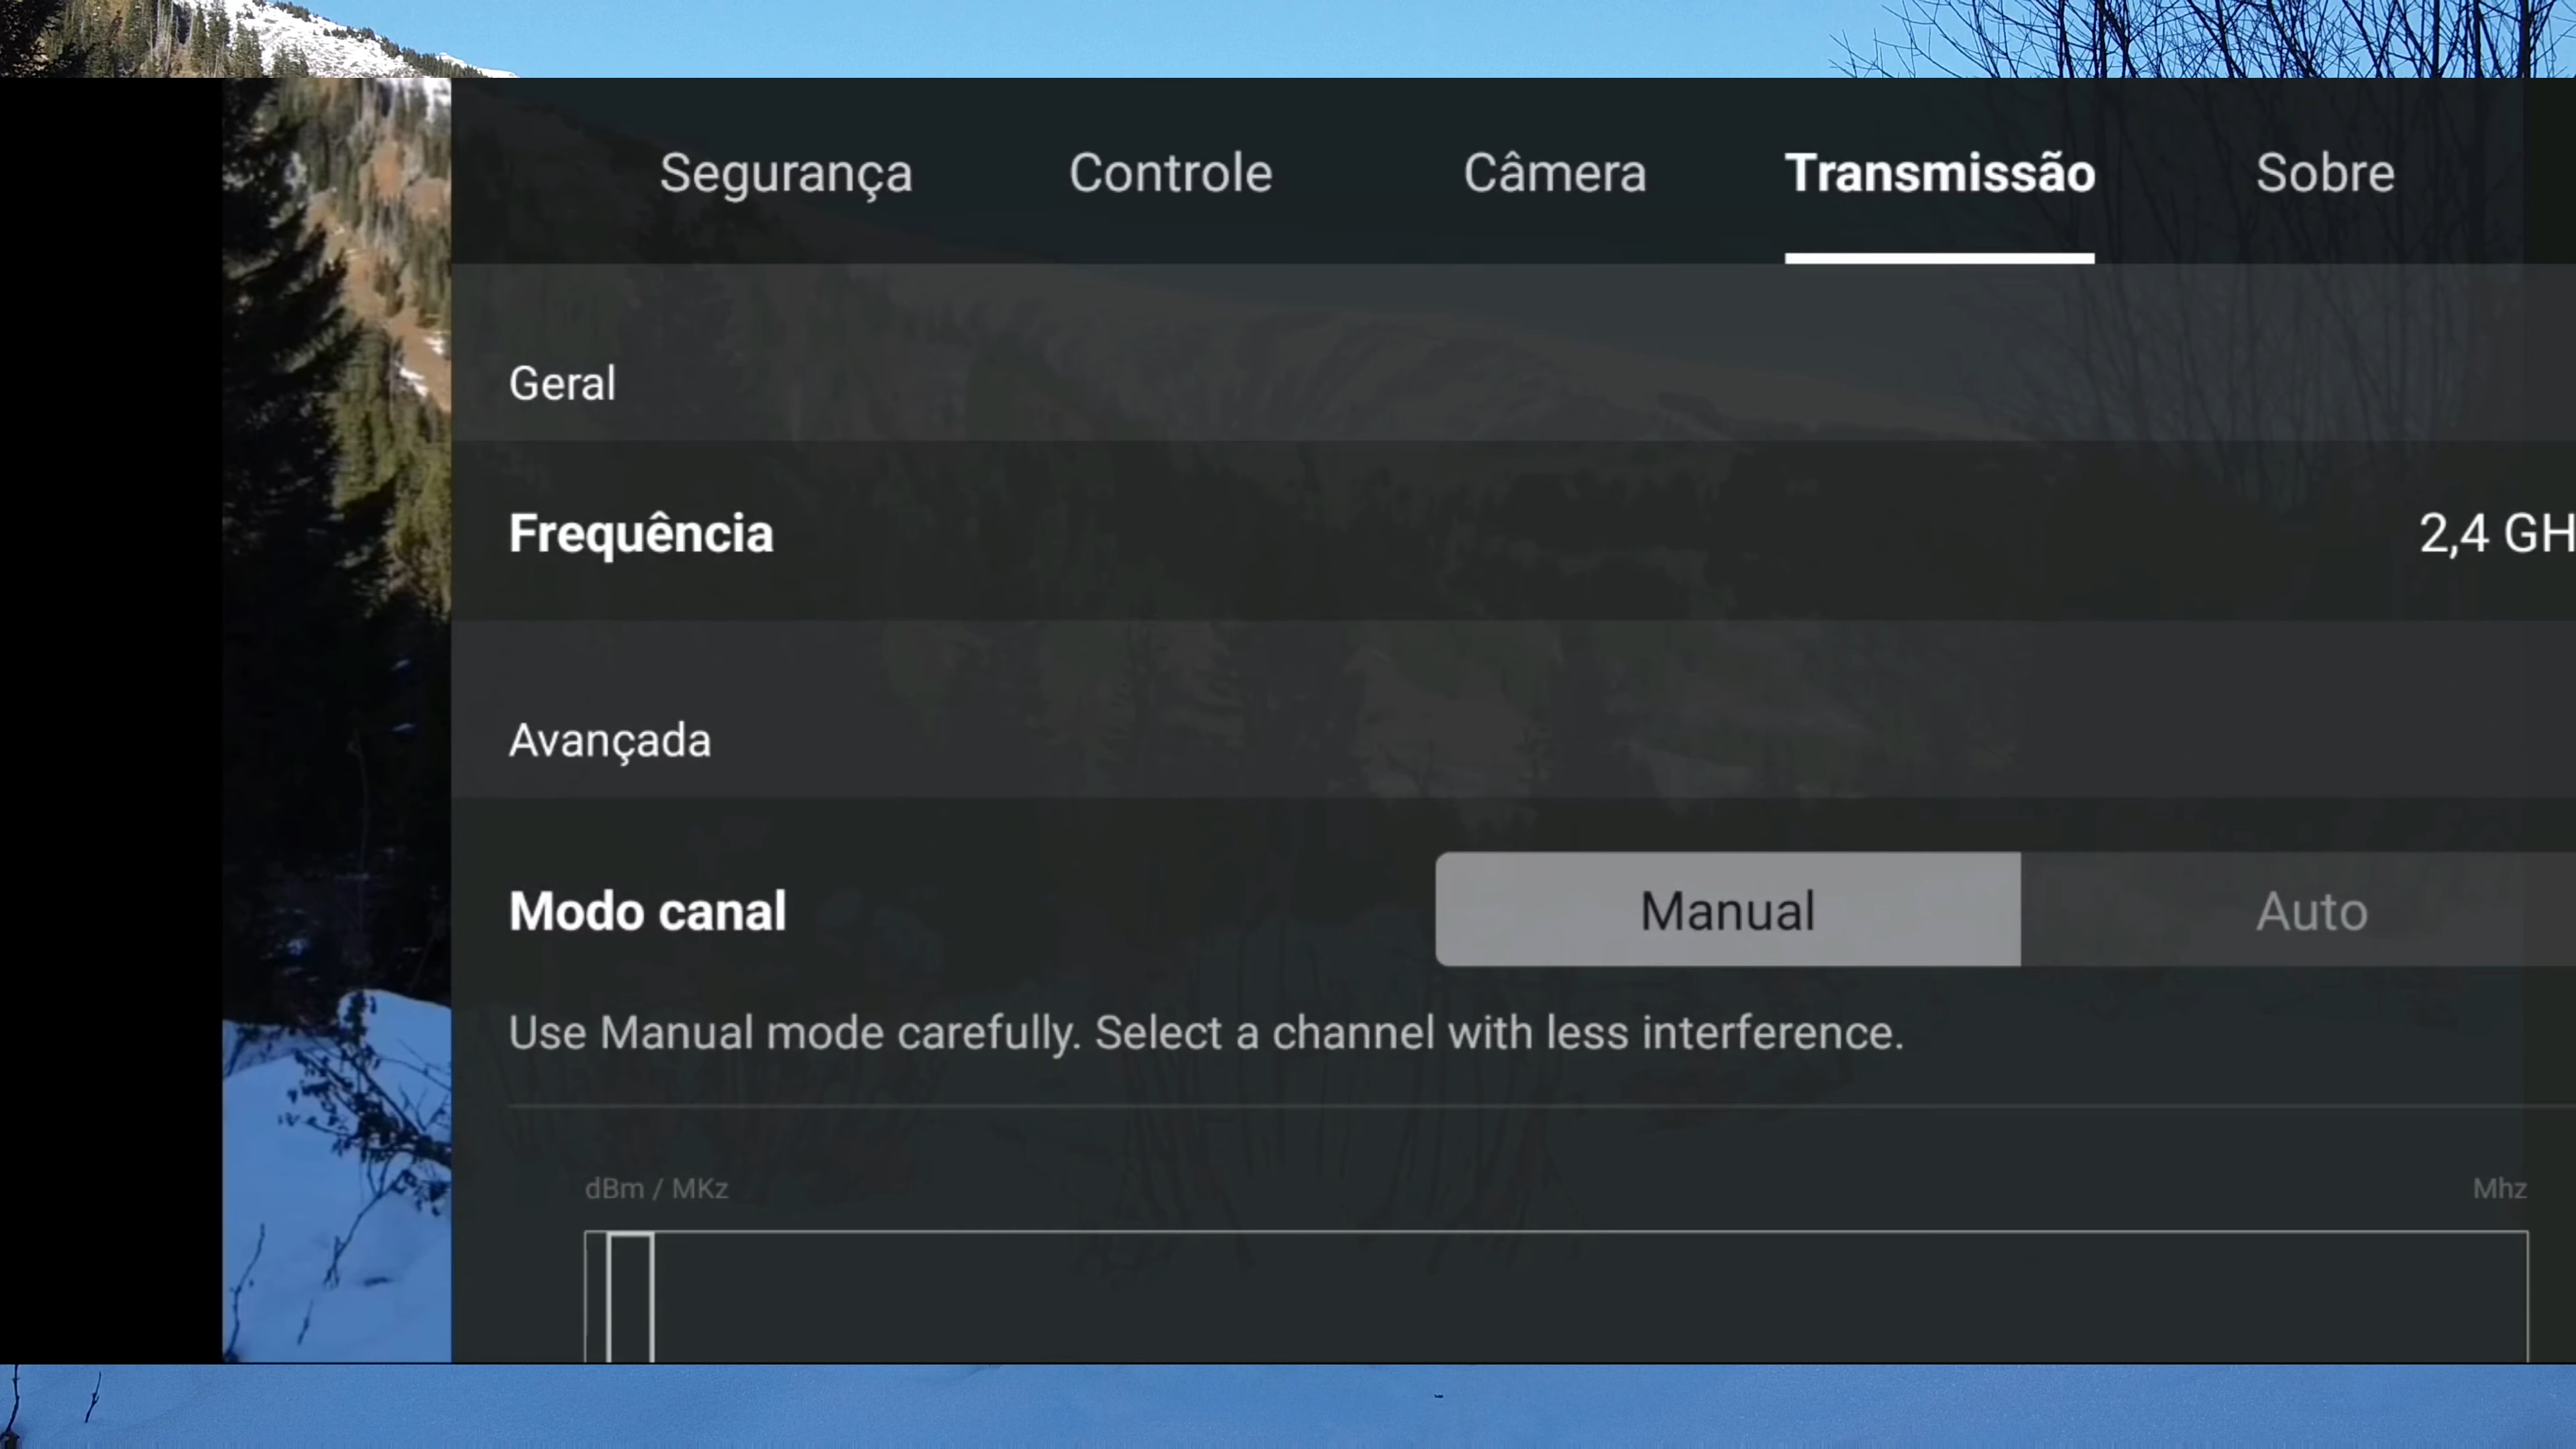 Segurança Controle Câmera Transmissão Sobre
Geral
Frequência 2,4 GH
Avançada
Modo canal Manual Auto
Use Manual mode carefully. Select a channel with less interference.
dBm / MKz Mhz